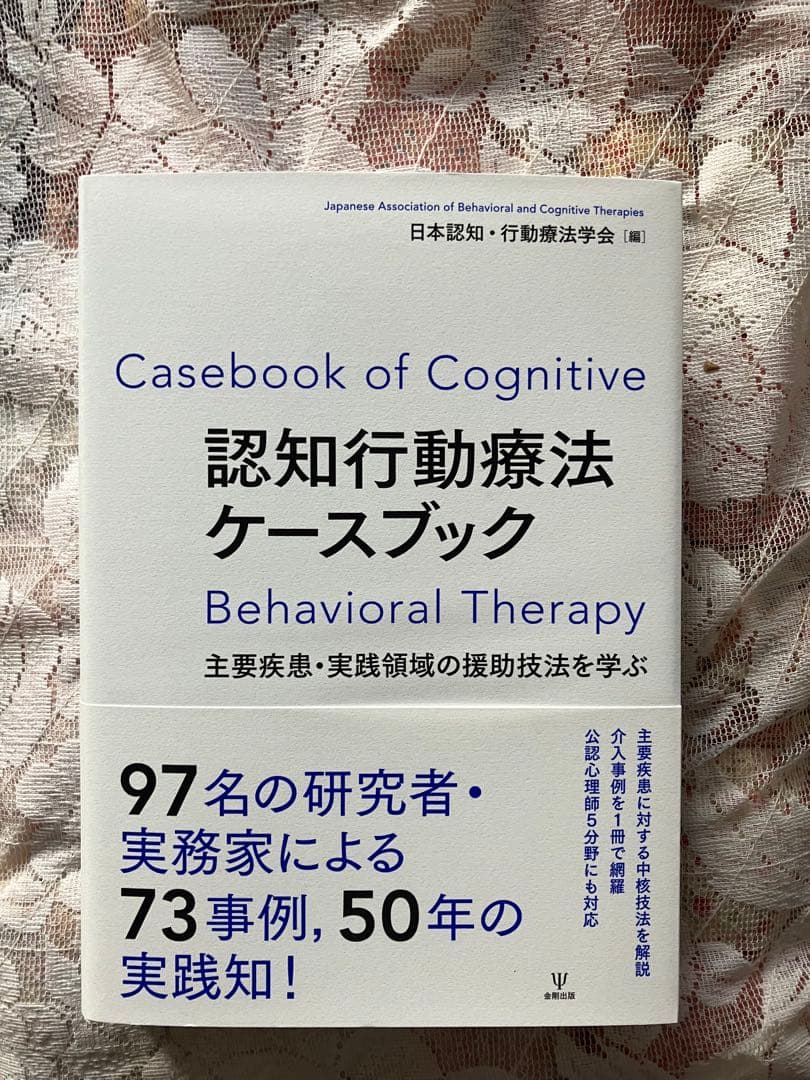 Japanese Association of Behavioral and Cognitive Therapies
日本認知・行動療法学会［編］
Casebook of Cognitive
認知行動療法
ケースブック
Behavioral Therapy
主要疾患・実践領域の援助技法を学ぶ
主要疾患に対する中核技法を解説
介入事例を1冊で網羅
公認心理師5分野にも対応
97名の研究者・
実務家による
73事例，50年の
実践知！
Ψ
金剛出版